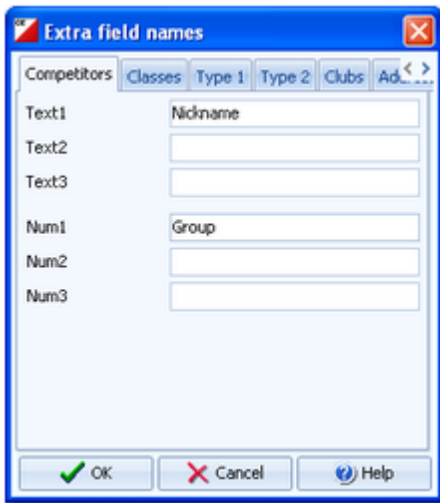 Extra field names
Competitors Classes Type 1 Type 2 Clubs
Text1 Nickname
Text2
Text3
Num1 Group
Num2
Num3
OK Cancel Help